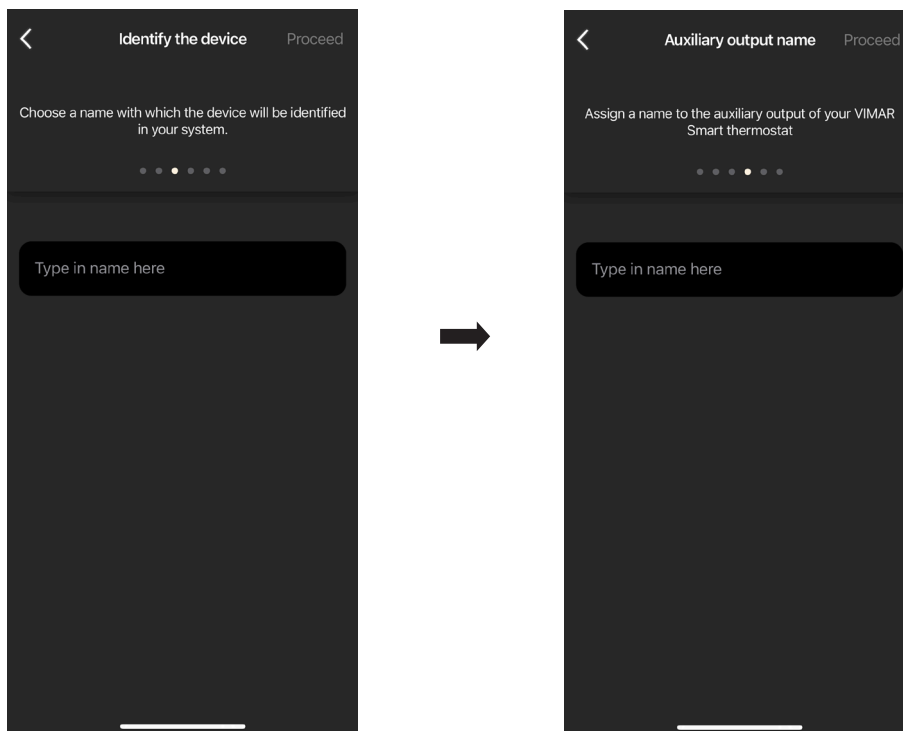 Identify the device
Proceed
Choose a name with which the device will be identified
in your system.
Type in name here
Auxiliary output name
Proceed
Assign a name to the auxiliary output of your VIMAR
Smart thermostat
Type in name here